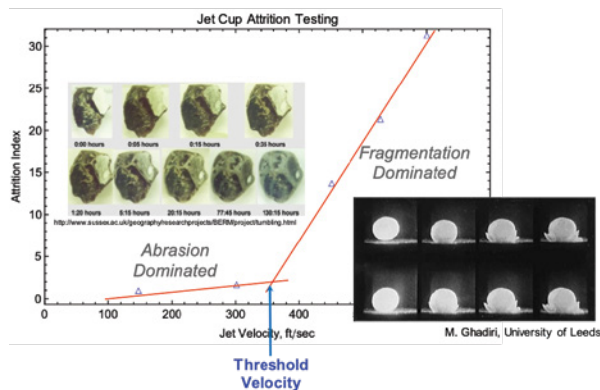 Jet Cup Attrition Testing
30
25
20
15
10
5
0
Attrition Index
0:00 hours 0:05 hours 0:15 hours 0:35 hours
1:20 hours 5:15 hours 20:15 hours 77:45 hours 130:15 hours
http://www.sussex.ac.uk/geography/researchprojects/BERM/project/tumbling.html
Fragmentation
Dominated
Abrasion
Dominated
0 100 200 300 400
Jet Velocity, ft/sec
M. Ghadiri, University of Leeds
Threshold
Velocity